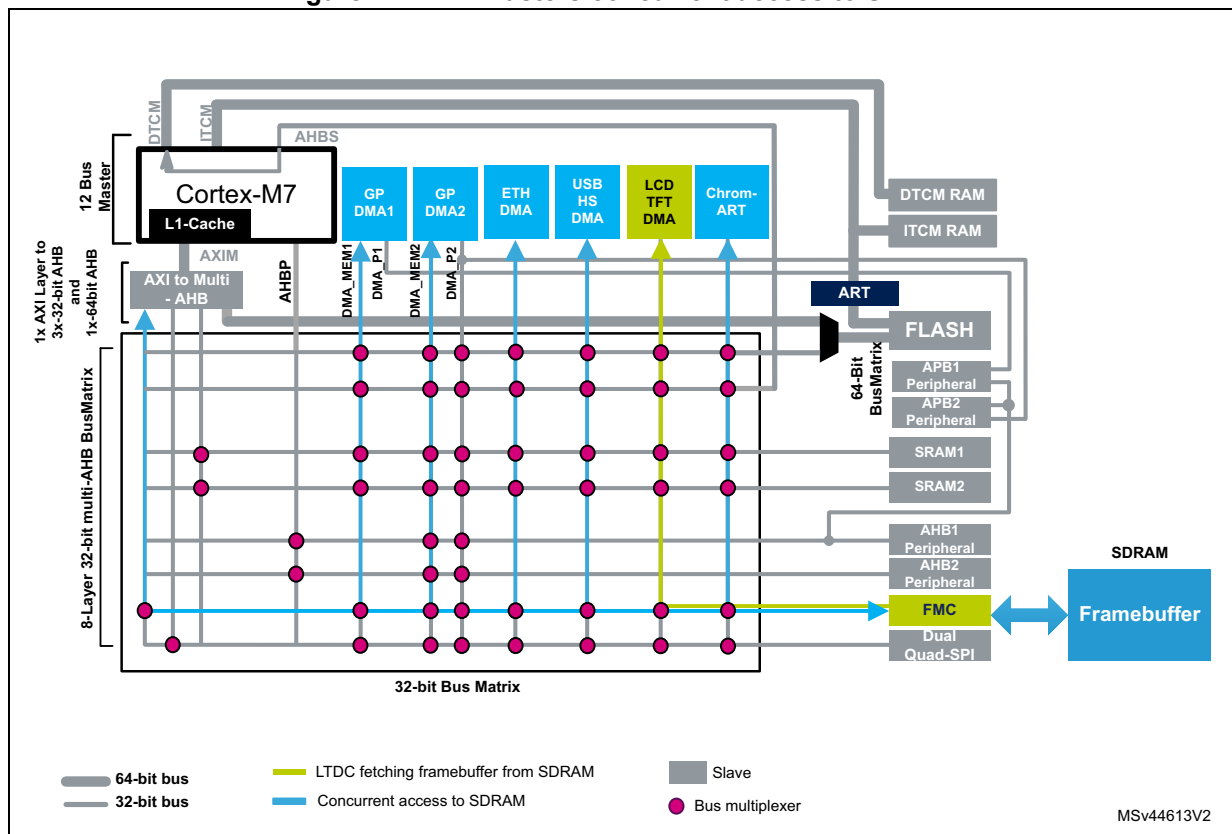 DTCM
ITCM
AHBS
12 Bus
Master
Cortex-M7
L1-Cache
GP
DMA1
GP
DMA2
ETH
DMA
USB
HS
DMA
LCD
TFT
DMA
Chrom-
ART
DTCM RAM
ITCM RAM
1x AXI Layer to
3x-32-bit AHB
and
1x-64bit AHB
AXIM
AXI to Multi
- AHB
AHBP
DMA_MEM1
DMA_P1
DMA_MEM2
DMA_P2
ART
FLASH
64-Bit
BusMatrix
APB1
Peripheral
APB2
Peripheral
8-Layer 32-bit multi-AHB BusMatrix
SRAM1
SRAM2
AHB1
Peripheral
AHB2
Peripheral
FMC
Dual
Quad-SPI
SDRAM
Framebuffer
32-bit Bus Matrix
64-bit bus
32-bit bus
LTDC fetching framebuffer from SDRAM
Concurrent access to SDRAM
Slave
Bus multiplexer
MSv44613V2